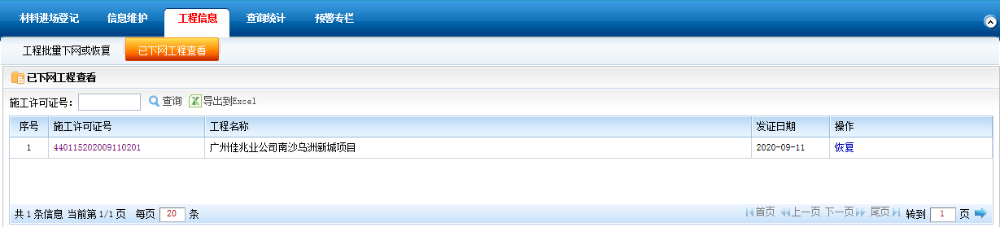 材料进场登记 信息维护 工程信息 查询统计 预警专栏
工程批量下网或恢复 已下网工程查看
已下网工程查看
施工许可证号: 查询 导出到Excel
序号 施工许可证号 工程名称 发证日期 操作
1 440115202009110201 广州佳兆业公司南沙乌洲新城项目 2020-09-11 恢复
共 1 条信息 当前第 1/1 页 每页 20 条 首页 上一页 下一页 尾页 转到 1 页